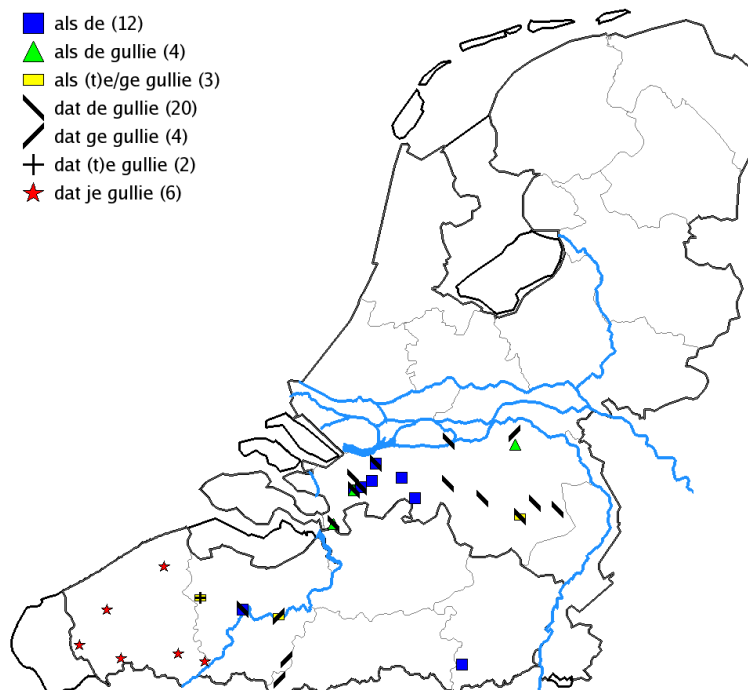 als de (12)
als de gullie (4)
als (t)e/ge gullie (3)
dat de gullie (20)
dat ge gullie (4)
dat (t)e gullie (2)
dat je gullie (6)